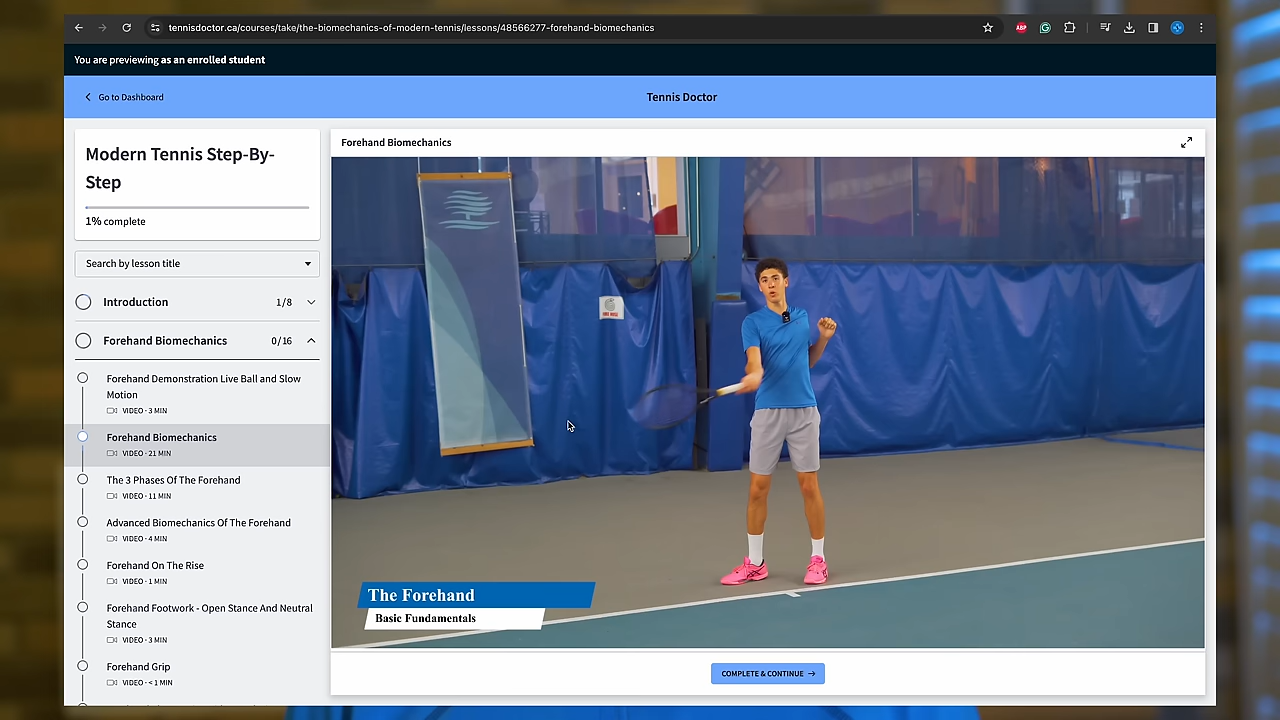 tennisdoctor.ca/courses/take/the-biomechanics-of-modern-tennis/lessons/48566277-forehand-biomechanics
ABP
You are previewing as an enrolled student
Go to Dashboard
Tennis Doctor
Modern Tennis Step-By-
Step
1% complete
Search by lesson title
Introduction 1/8
Forehand Biomechanics 0/16
Forehand Demonstration Live Ball and Slow
Motion
VIDEO · 3 MIN
Forehand Biomechanics
VIDEO · 21 MIN
The 3 Phases Of The Forehand
VIDEO · 11 MIN
Advanced Biomechanics Of The Forehand
VIDEO · 4 MIN
Forehand On The Rise
VIDEO · 1 MIN
Forehand Footwork - Open Stance And Neutral
Stance
VIDEO · 3 MIN
Forehand Grip
VIDEO · < 1 MIN
Forehand Biomechanics
The Forehand
Basic Fundamentals
COMPLETE & CONTINUE →